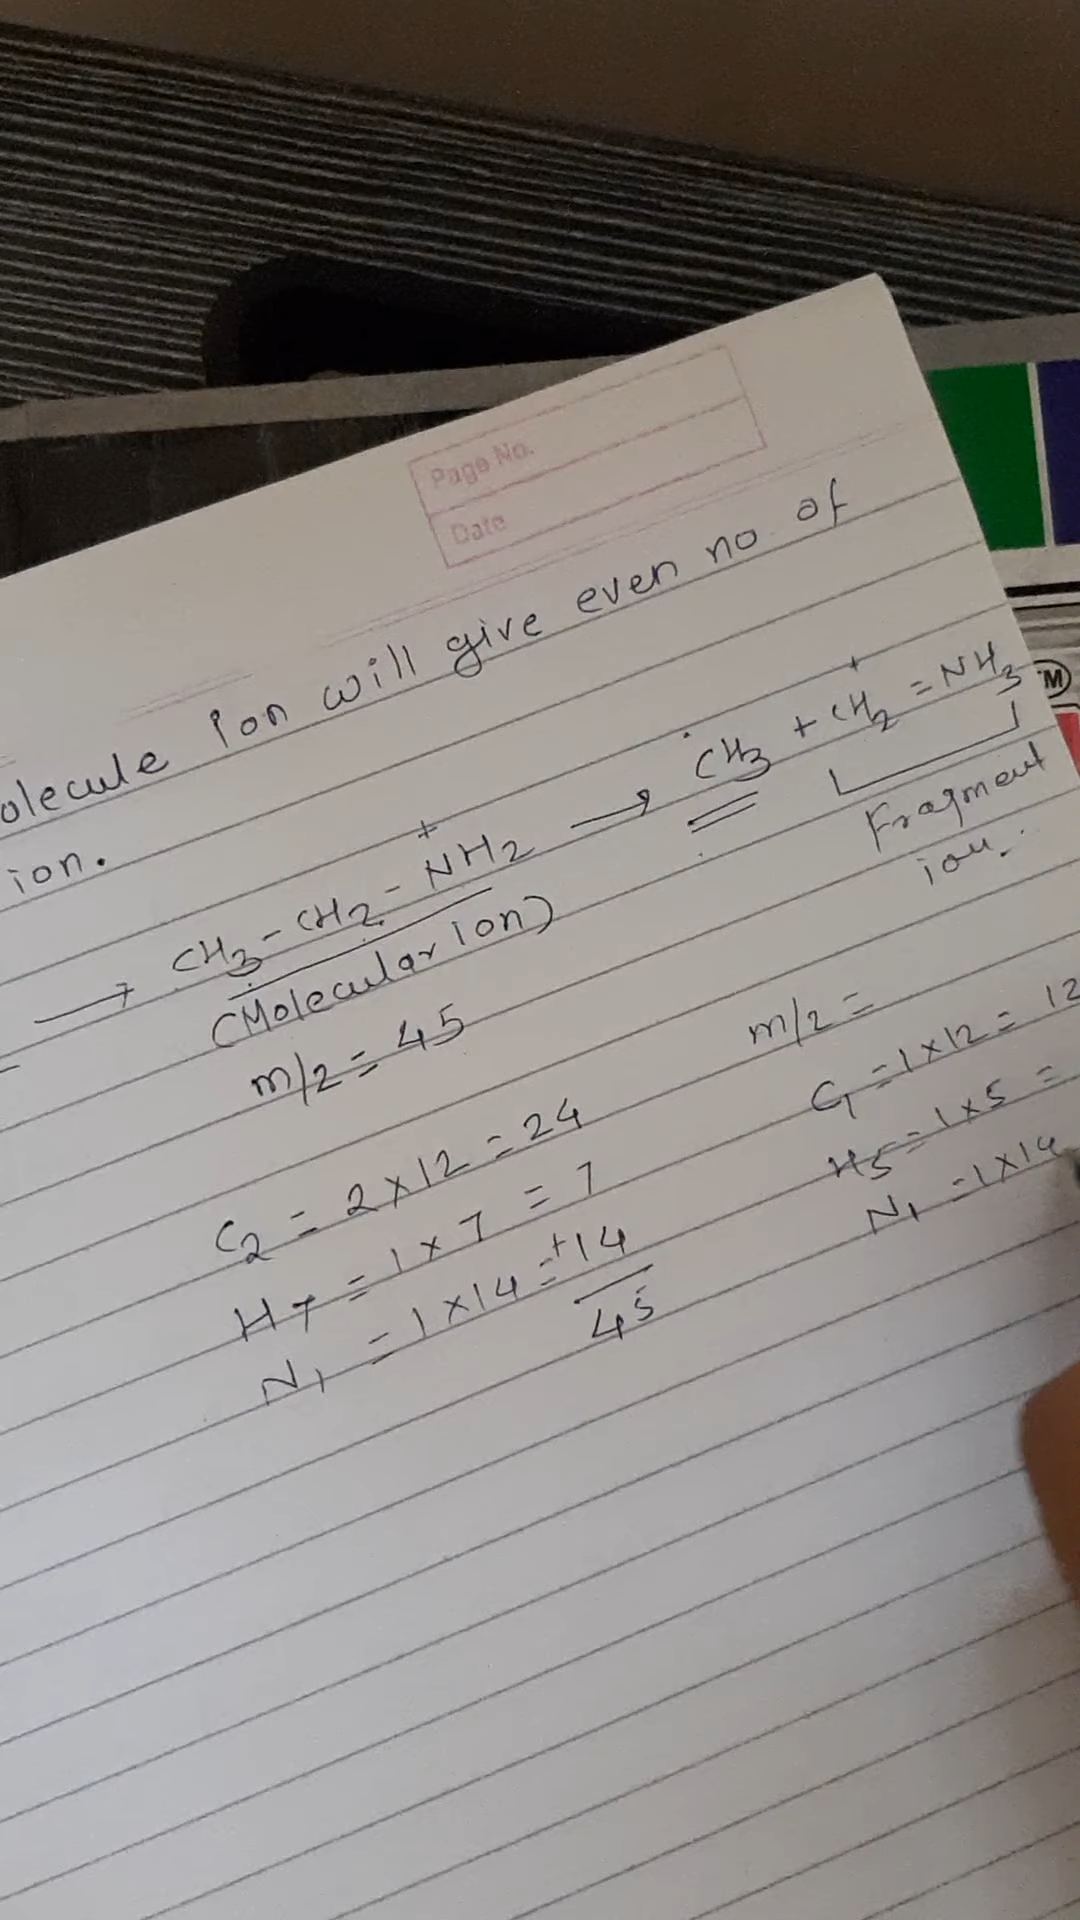 Page No.
Date
olecule ion will give even no of
ion.
→ CH3-CH2-NH2+ → CH3 + CH2=NH3+
(Molecular ion)
Fragment
ion.
m/z = 45
C2 = 2×12 = 24
H7 = 1×7 = 7
N1 = 1×14 = +14
45
m/z =
C1 = 1×12 = 12
H5 = 1×5 =
N1 = 1×14
M